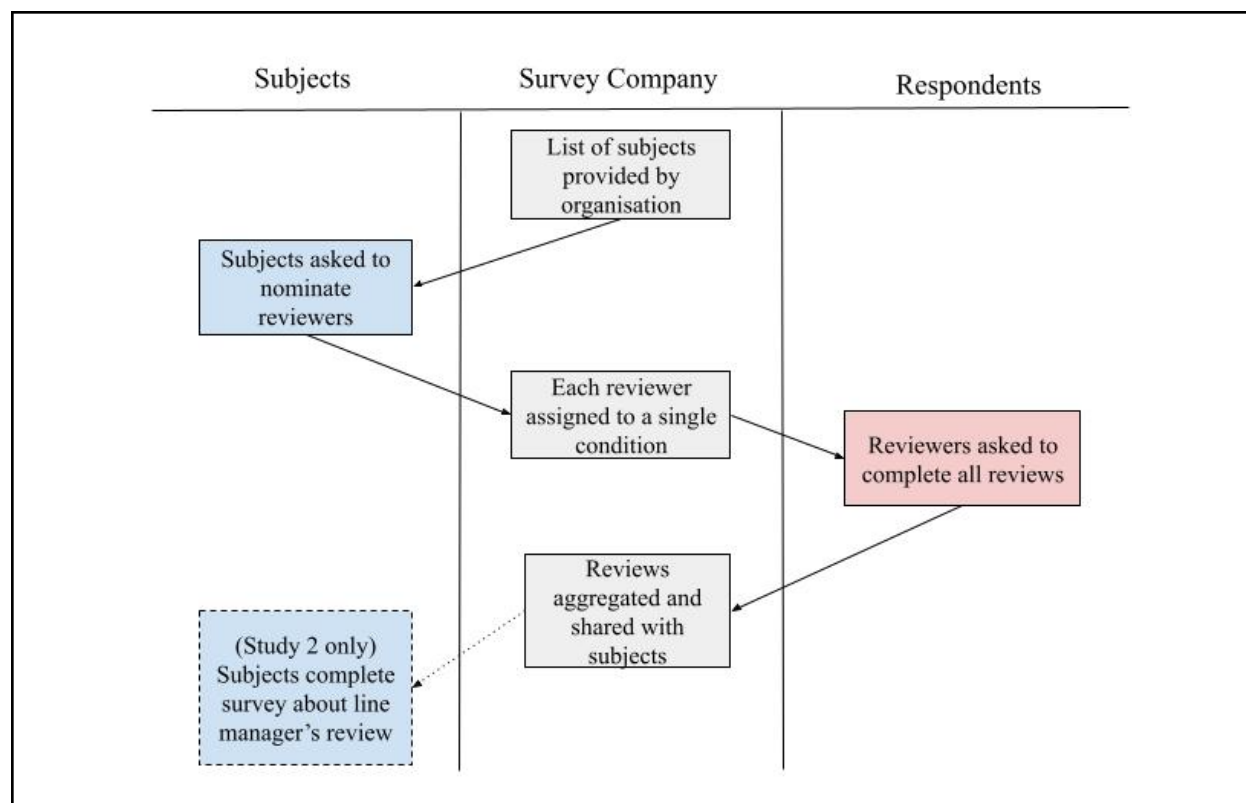 Subjects
Survey Company
Respondents
List of subjects
provided by
organisation
Subjects asked to
nominate
reviewers
Each reviewer
assigned to a single
condition
Reviewers asked to
complete all reviews
Reviews
aggregated and
shared with
subjects
(Study 2 only)
Subjects complete
survey about line
manager’s review